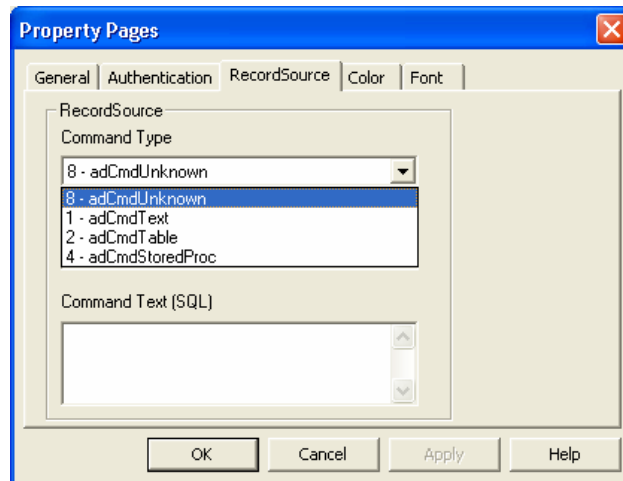 Property Pages
General Authentication RecordSource Color Font
RecordSource
Command Type
8 - adCmdUnknown
8 - adCmdUnknown
1 - adCmdText
2 - adCmdTable
4 - adCmdStoredProc
Command Text (SQL)
OK Cancel Apply Help